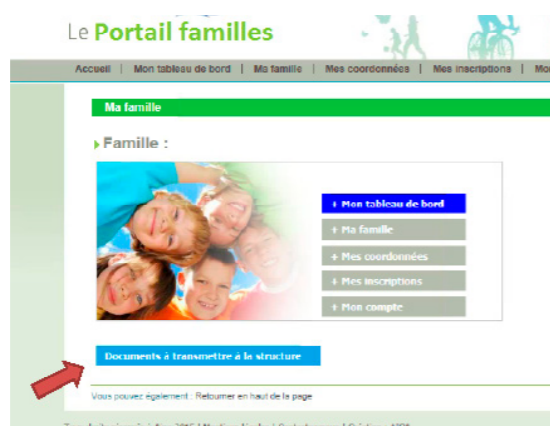 Le Portail familles
Accueil | Mon tableau de bord | Ma famille | Mes coordonnées | Mes inscriptions | Mon
Ma famille
Famille :
+ Mon tableau de bord
+ Ma famille
+ Mes coordonnées
+ Mes inscriptions
+ Mon compte
Documents à transmettre à la structure
Vous pouvez également : Retourner en haut de la page